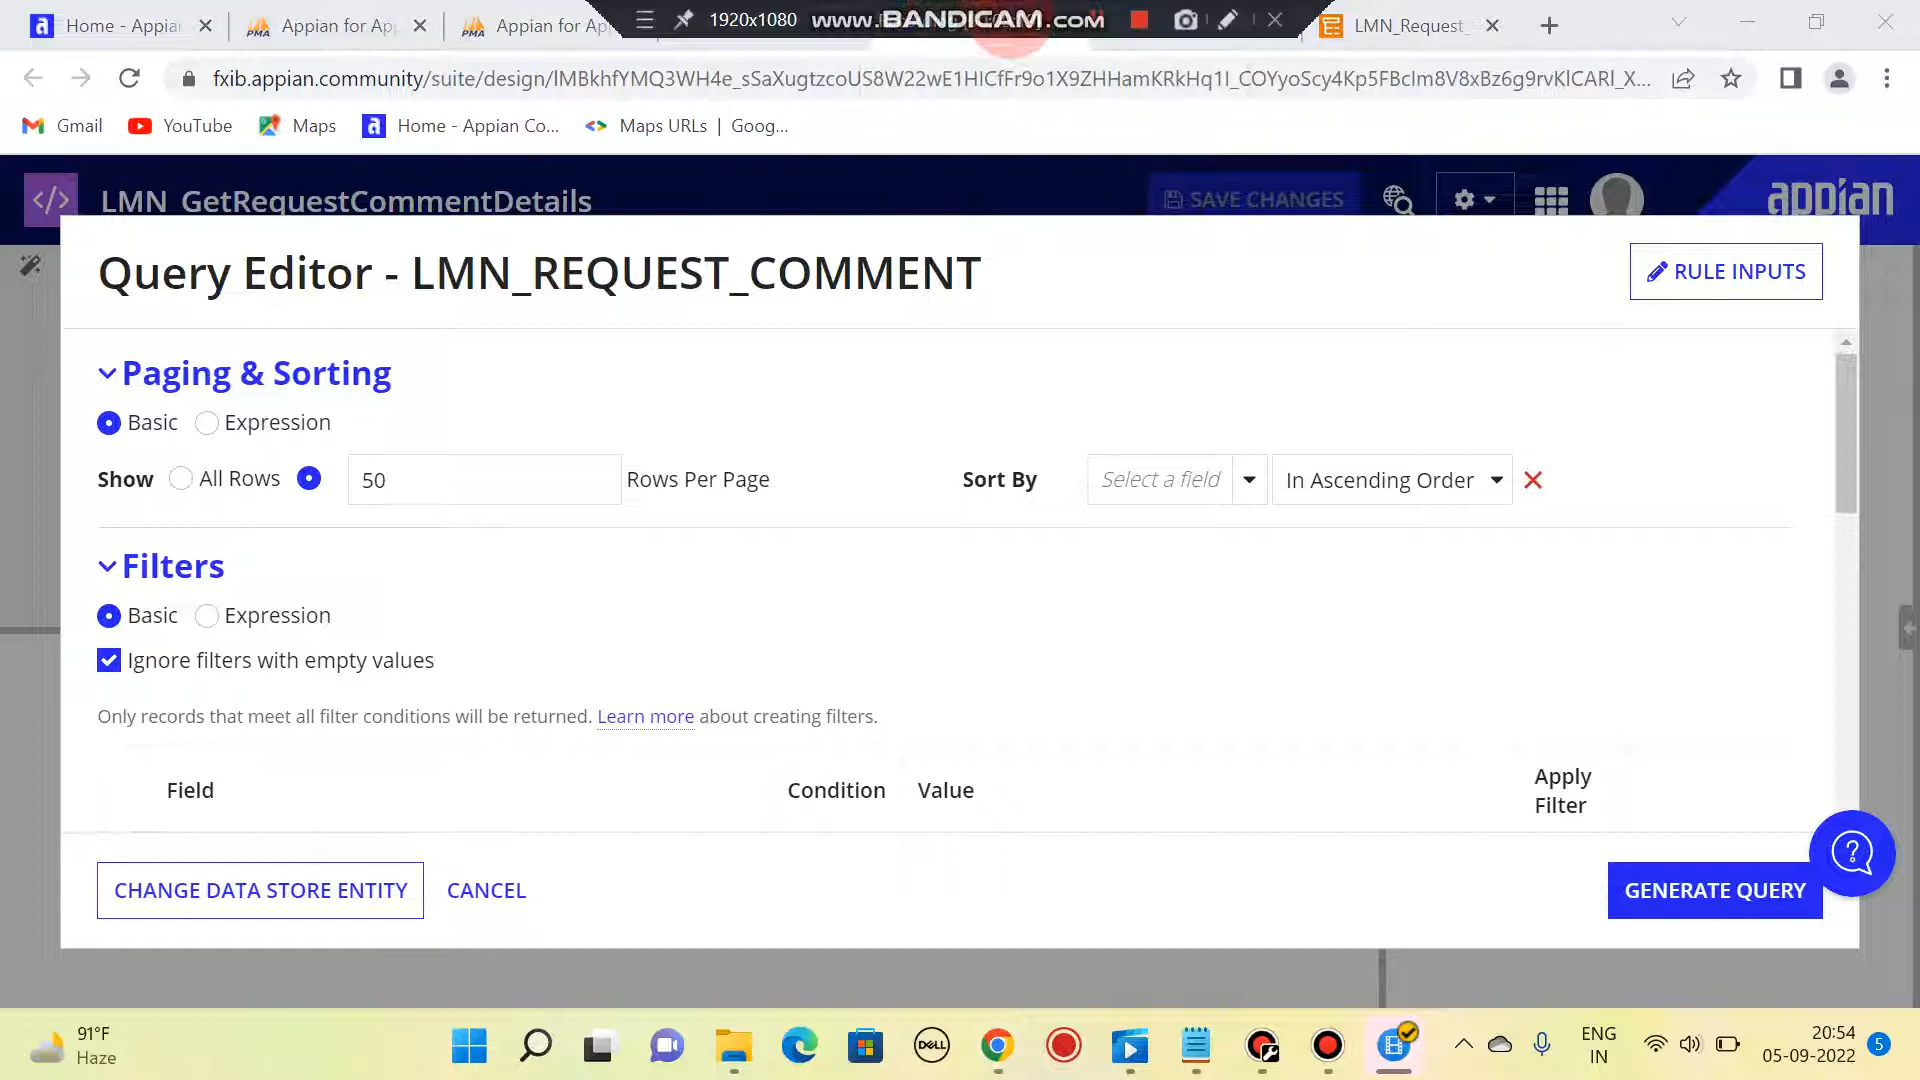 Home - Appian
Appian for Ap
Appian for Ap
1920x1080
www.BANDICAM.com
LMN_Request_
fxib.appian.community/suite/design/lMBkhfYMQ3WH4e_sSaXugtzcoUS8W22wE1HICfFr9o1X9ZHHamKRkHq1I_COYyoScy4Kp5FBcIm8V8xBz6g9rvKlCARl_X...
Gmail
YouTube
Maps
Home - Appian Co...
Maps URLs | Goog...
LMN_GetRequestCommentDetails
SAVE CHANGES
appian
Query Editor - LMN_REQUEST_COMMENT
RULE INPUTS
Paging & Sorting
Basic
Expression
Show
All Rows
50
Rows Per Page
Sort By
Select a field
In Ascending Order
Filters
Basic
Expression
Ignore filters with empty values
Only records that meet all filter conditions will be returned. Learn more about creating filters.
Field
Condition
Value
Apply
Filter
CHANGE DATA STORE ENTITY
CANCEL
GENERATE QUERY
91°F
Haze
DELL
ENG
IN
20:54
05-09-2022
5